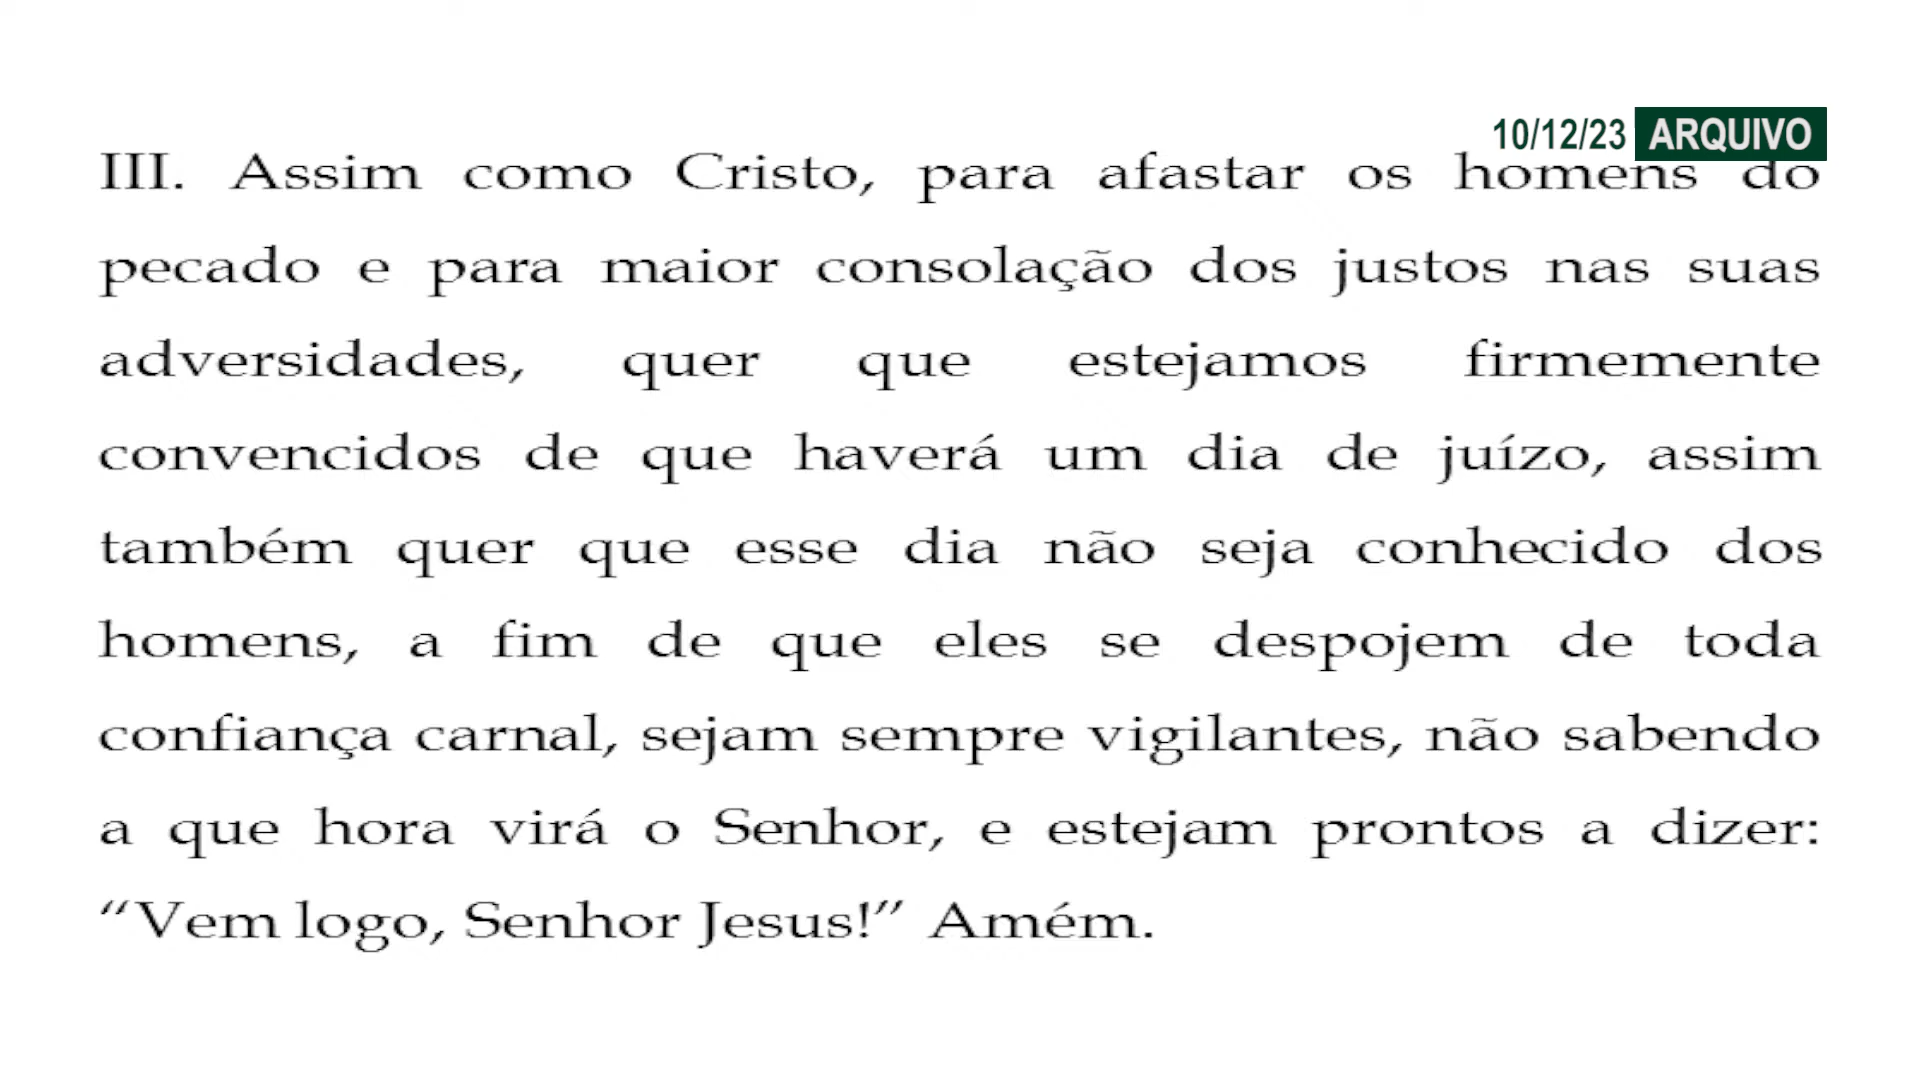 10/12/23 ARQUIVO
III. Assim como Cristo, para afastar os homens do
pecado e para maior consolação dos justos nas suas
adversidades, quer que estejamos firmemente
convencidos de que haverá um dia de juízo, assim
também quer que esse dia não seja conhecido dos
homens, a fim de que eles se despojem de toda
confiança carnal, sejam sempre vigilantes, não sabendo
a que hora virá o Senhor, e estejam prontos a dizer:
“Vem logo, Senhor Jesus!” Amém.